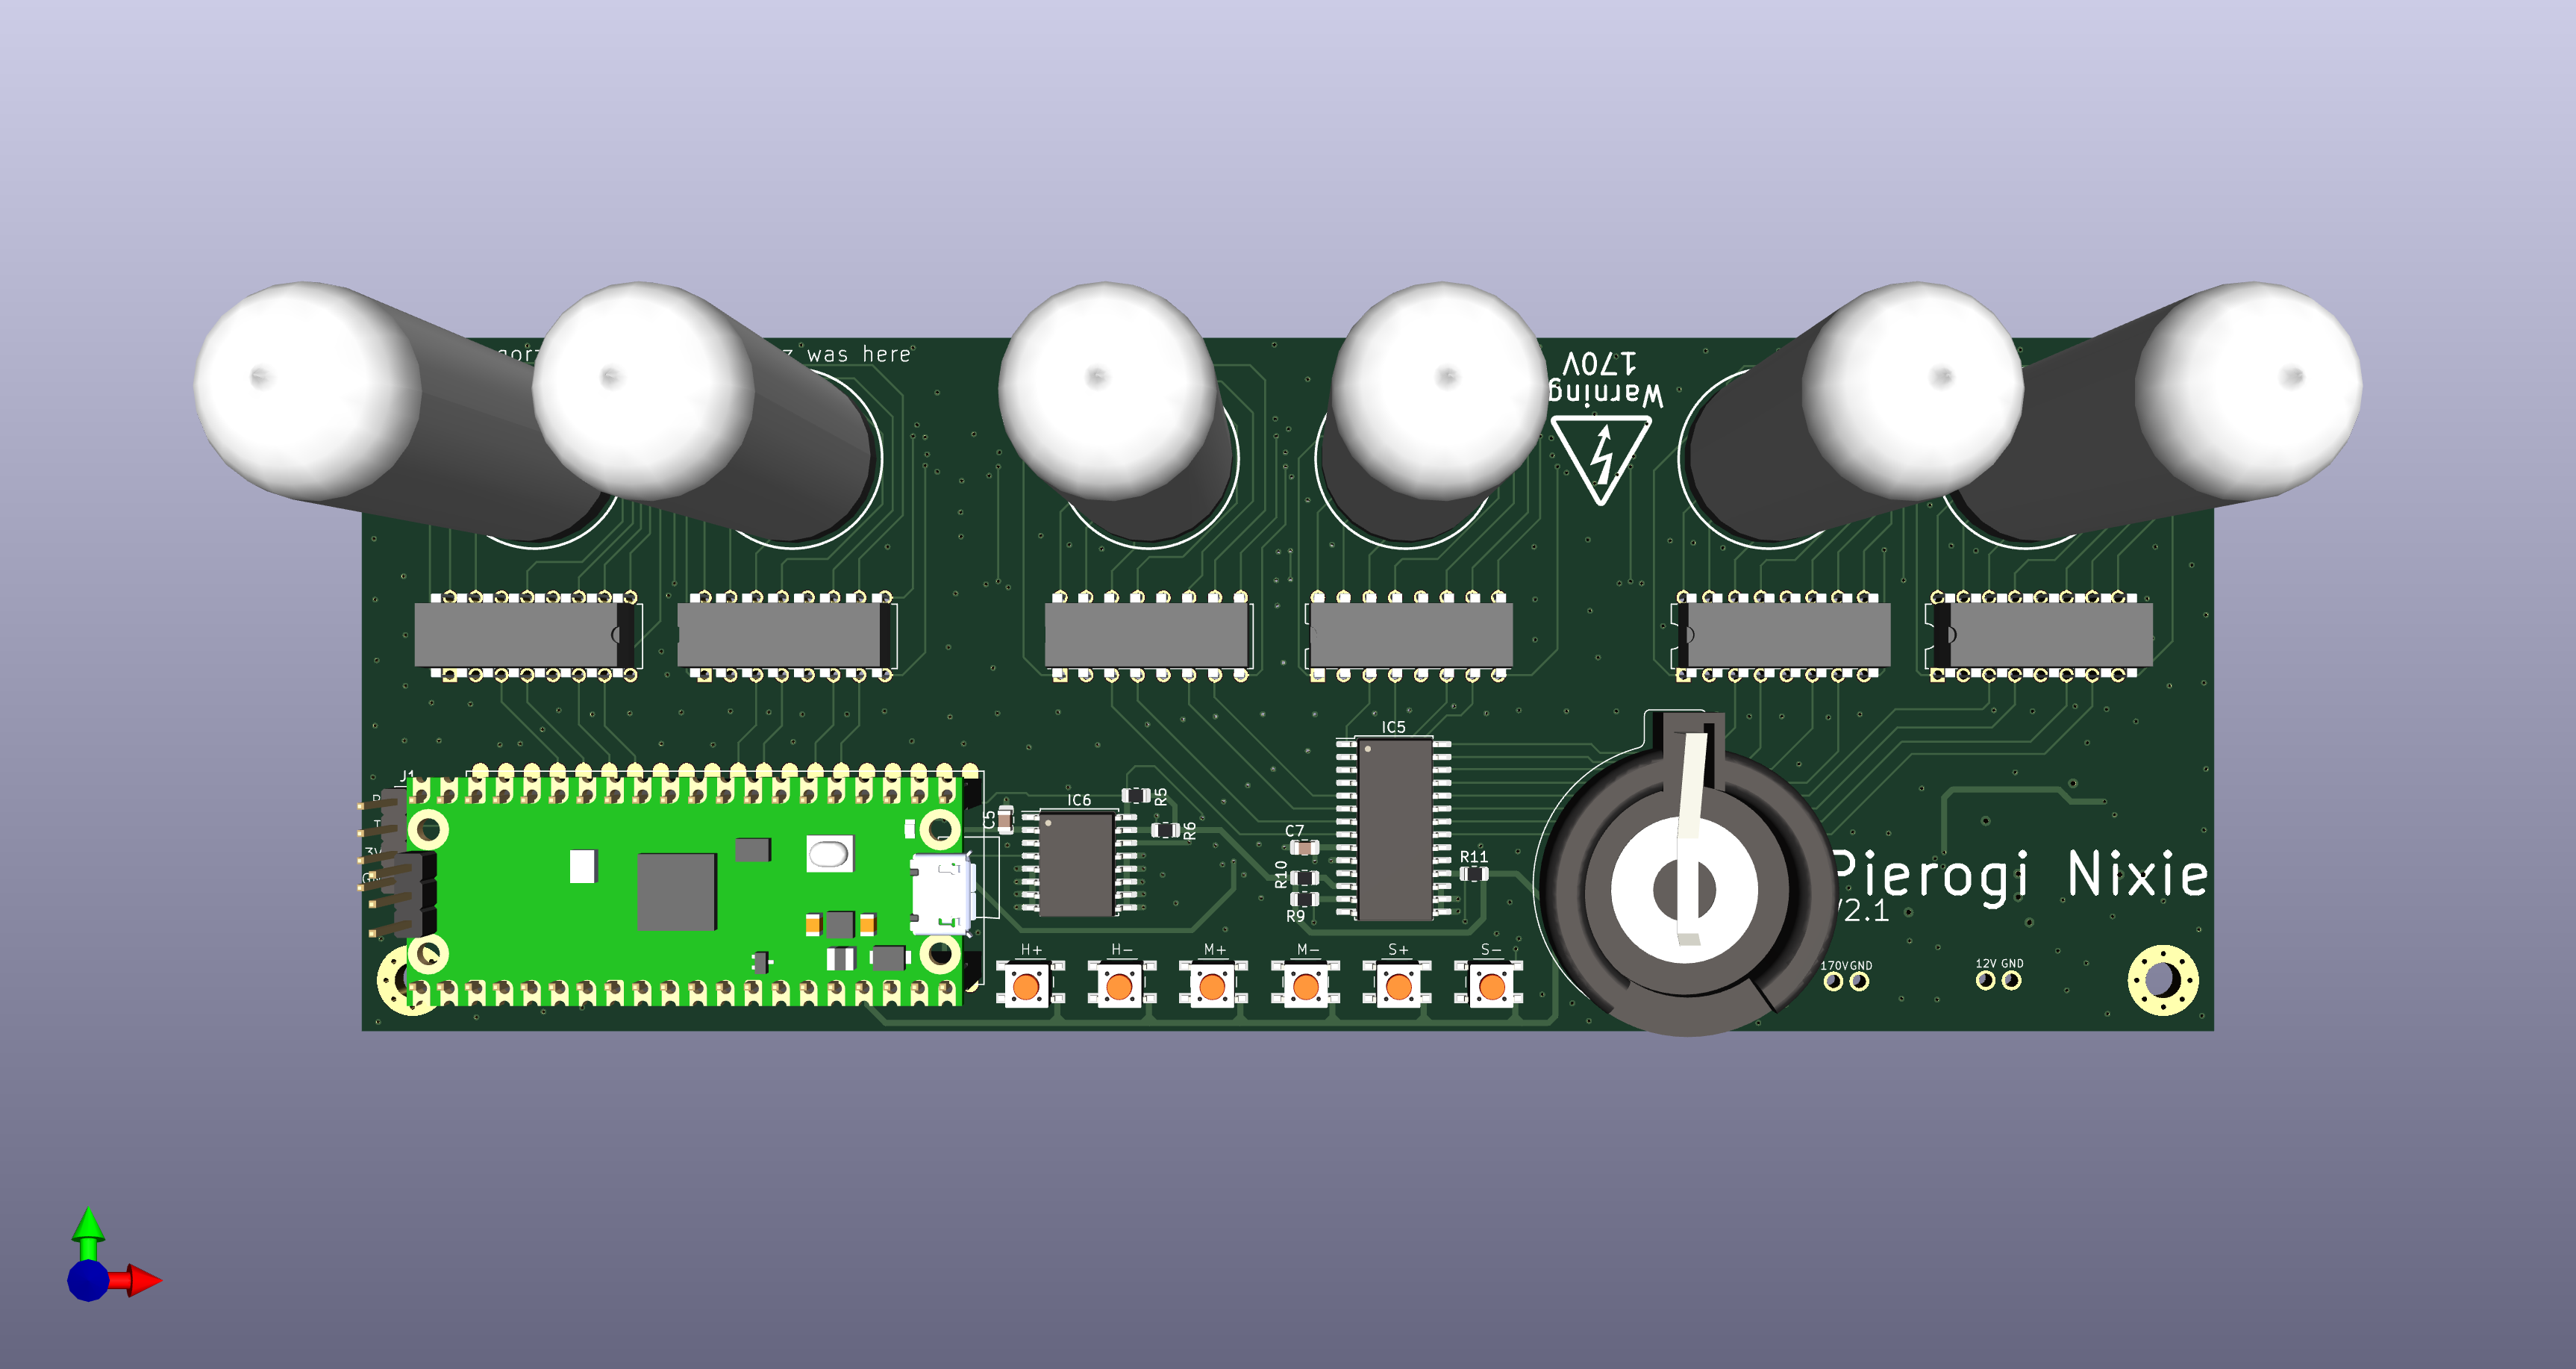 was here
Warning
170V
IC5
J1
IC6
R5
C5
R6
C7
R11
R10
R9
Pierogi Nixie
V2.1
H+
H-
M+
M-
S+
S-
170V GND
12V GND